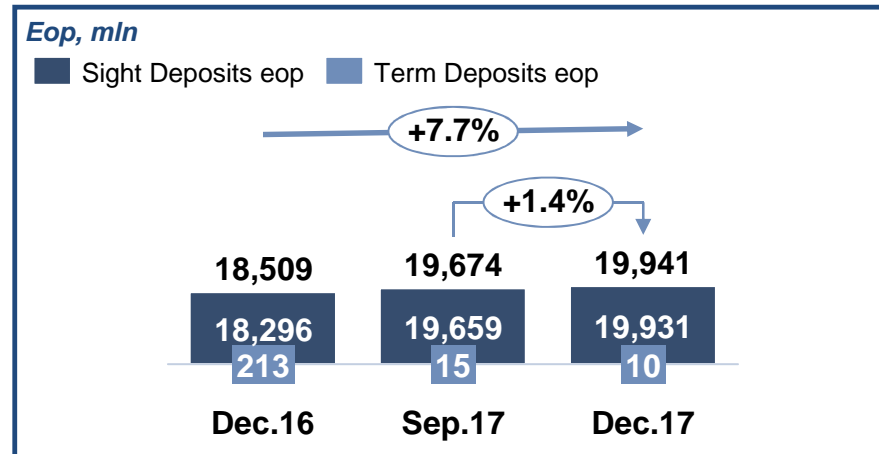 Eop, mln
Sight Deposits eop Term Deposits eop
+7.7%
+1.4%
18,509 19,674 19,941
18,296 19,659 19,931
213 15 10
Dec.16 Sep.17 Dec.17